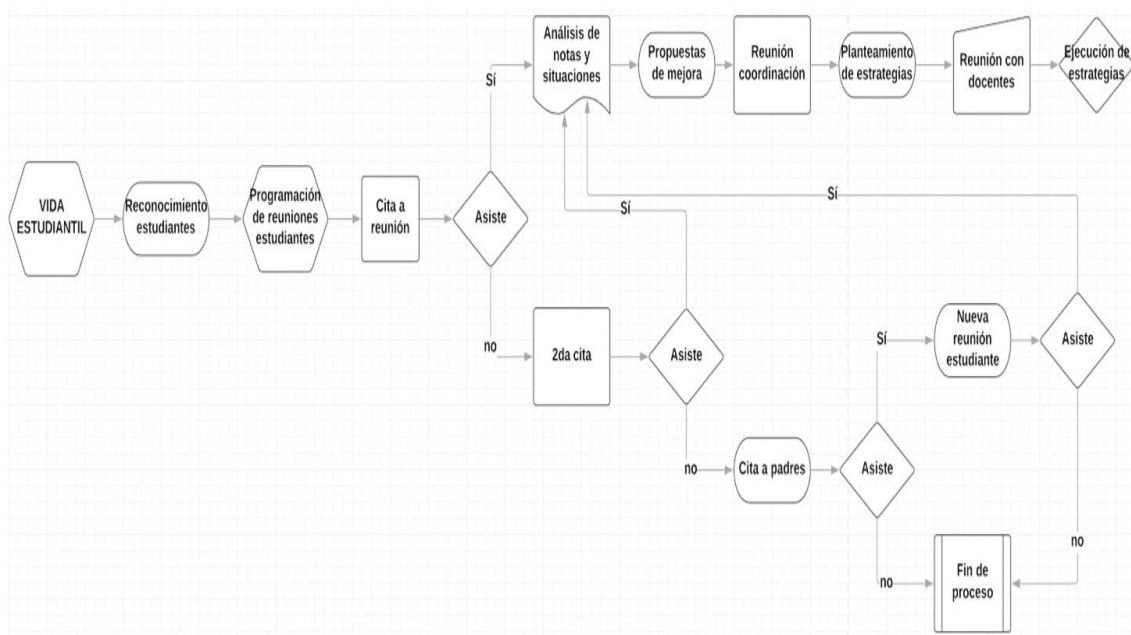 Análisis de
notas y
situaciones
Propuestas
de mejora
Reunión
coordinación
Planteamiento
de estrategias
Reunión con
docentes
Ejecución de
estrategias
Sí
VIDA
ESTUDIANTIL
Reconocimiento
estudiantes
Programación
de reuniones
estudiantes
Cita a
reunión
Asiste
Sí
Sí
no
2da cita
Asiste
Sí
Nueva
reunión
estudiante
Asiste
no
Cita a padres
Asiste
no
no
Fin de
proceso